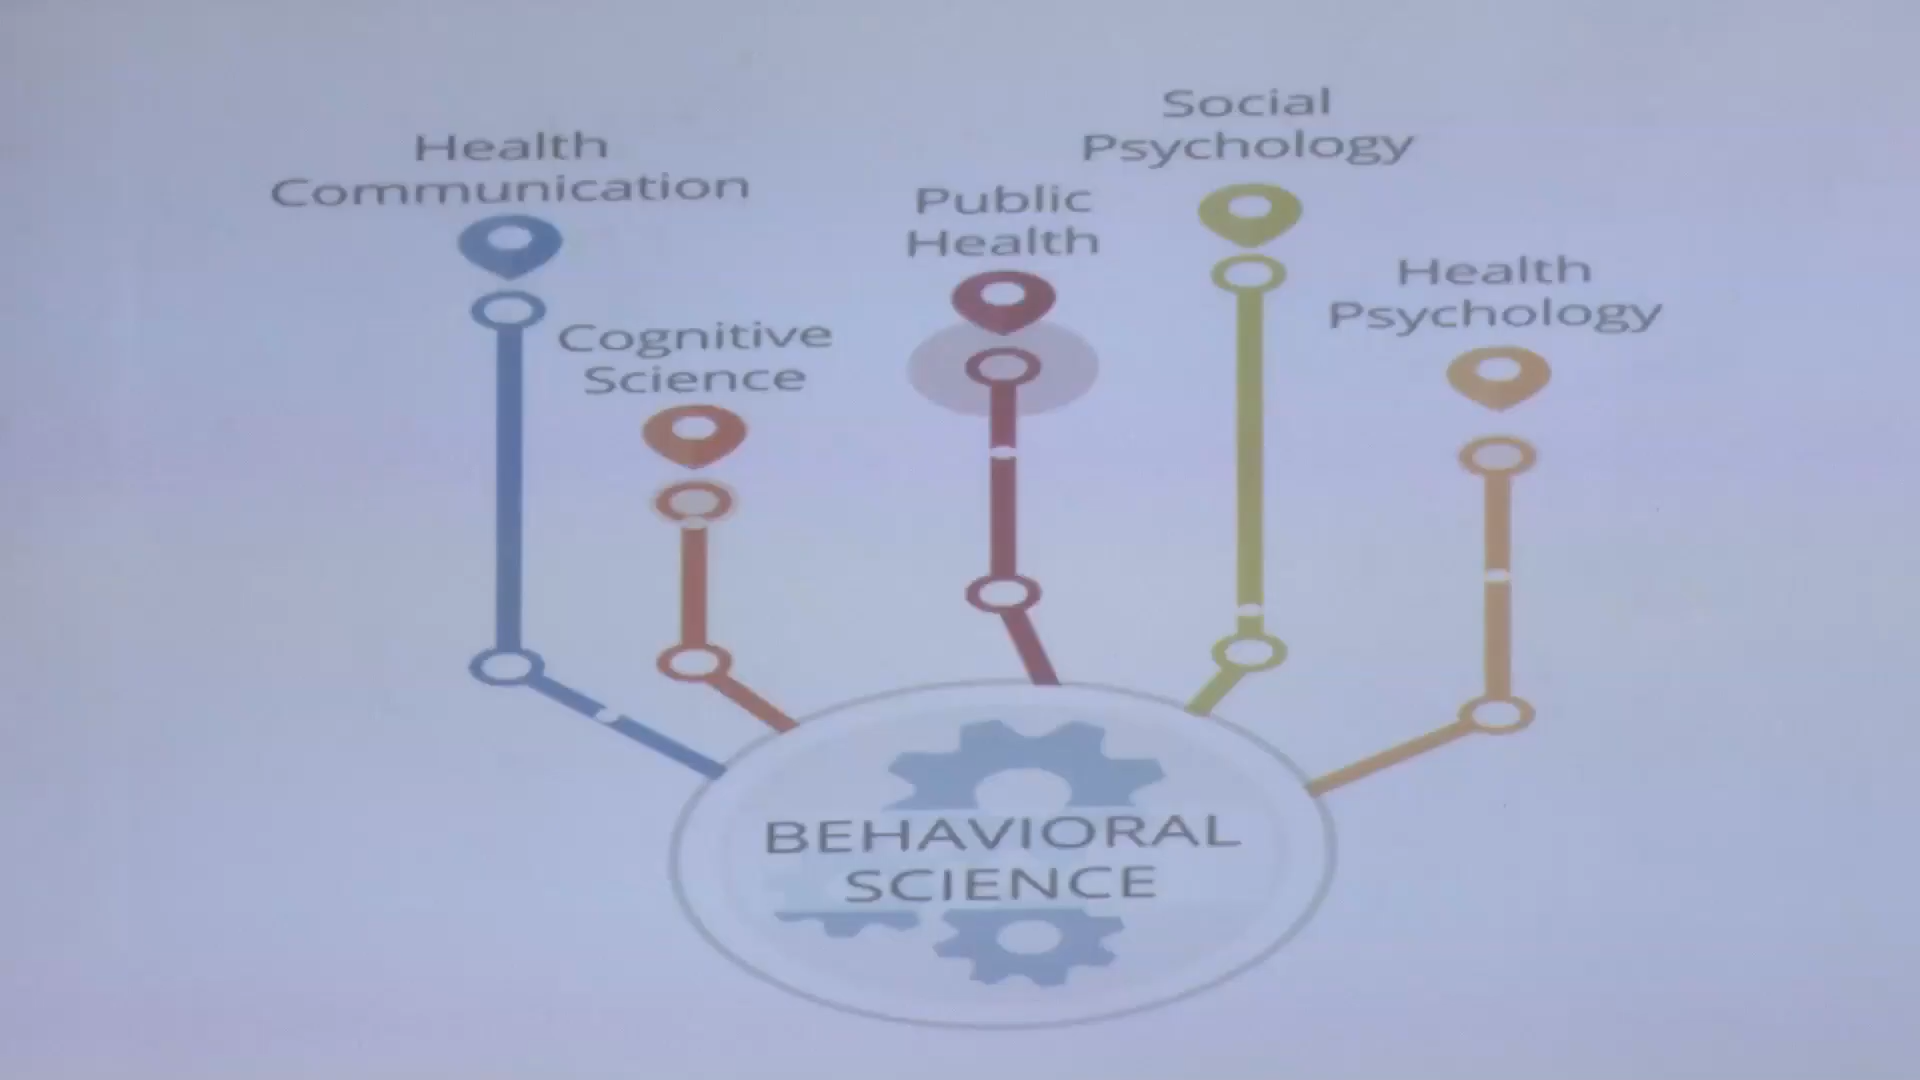 Health
Communication
Cognitive
Science
Public
Health
Social
Psychology
Health
Psychology
BEHAVIORAL
SCIENCE